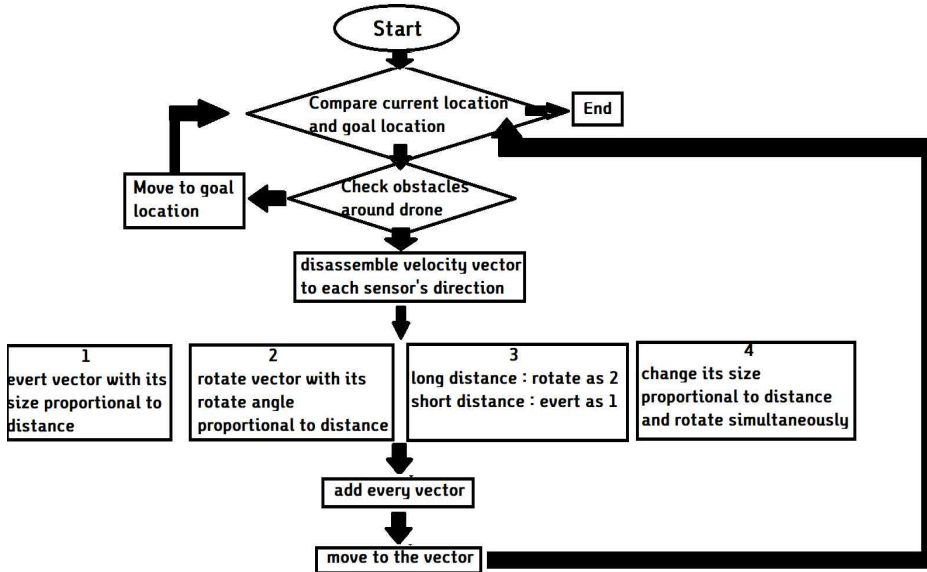 Start
Compare current location
and goal location
End
Move to goal
location
Check obstacles
around drone
disassemble velocity vector
to each sensor's direction
1
evert vector with its
size proportional to
distance
2
rotate vector with its
rotate angle
proportional to distance
3
long distance : rotate as 2
short distance : evert as 1
4
change its size
proportional to distance
and rotate simultaneously
add every vector
move to the vector